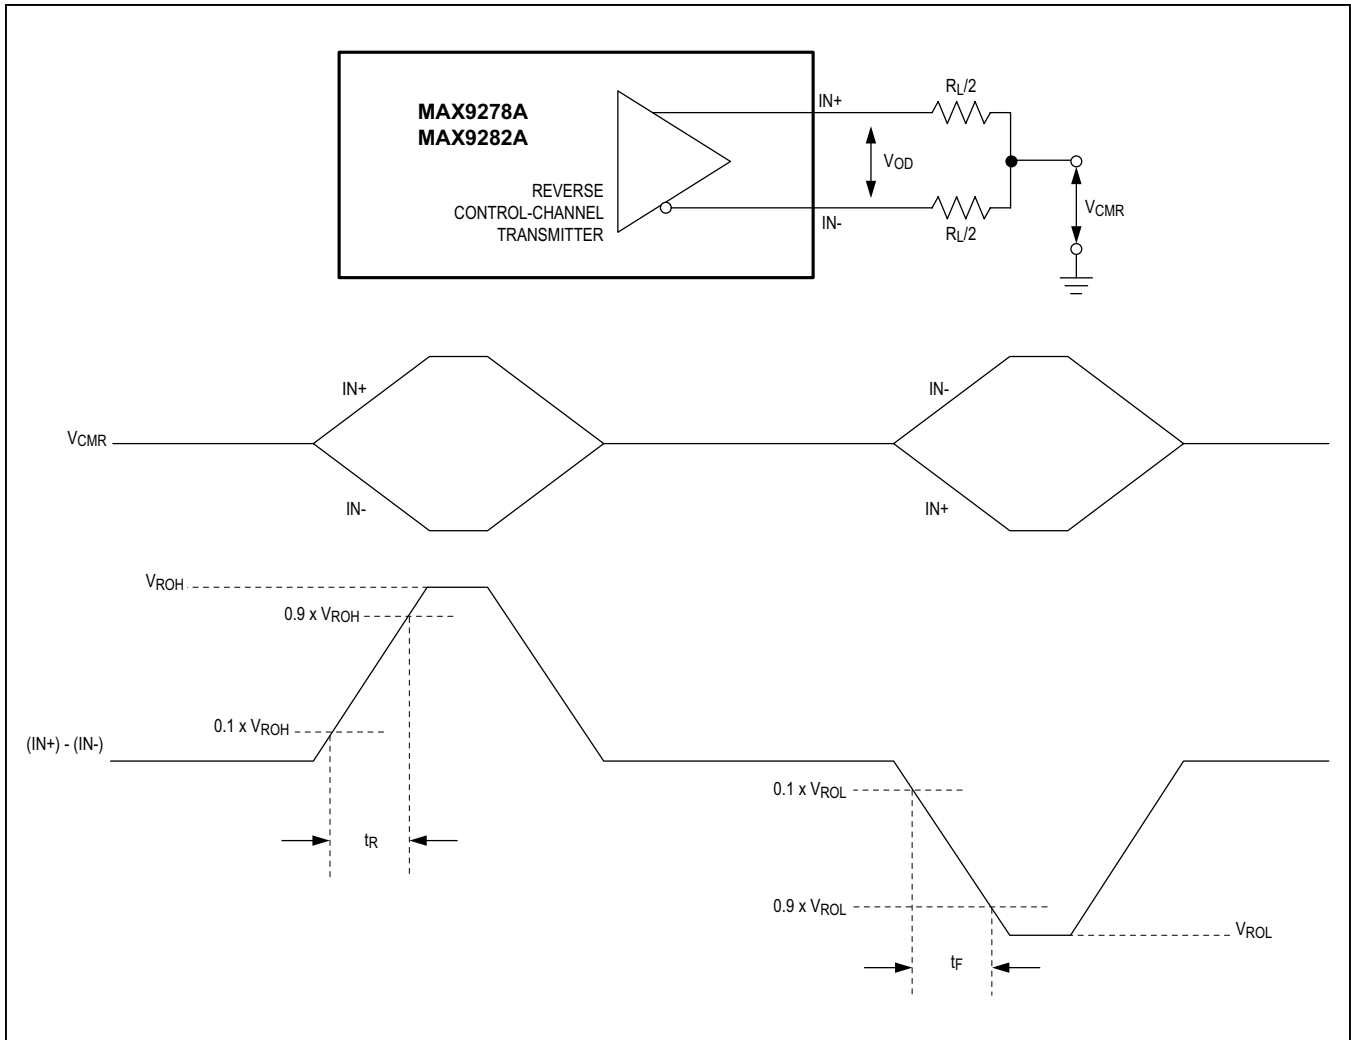 MAX9278A
MAX9282A
REVERSE
CONTROL-CHANNEL
TRANSMITTER
IN+
IN-
VOD
RL/2
RL/2
VCMR
VCMR
IN+
IN-
IN-
IN+
VROH
0.9 x VROH
0.1 x VROH
(IN+) - (IN-)
tR
0.1 x VROL
0.9 x VROL
VROL
tF